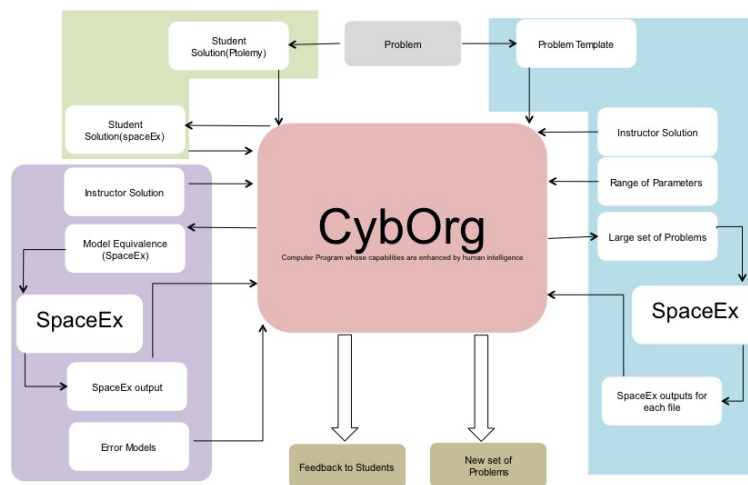 Student
Solution(Ptolemy)
Problem
Problem Template
Student
Solution(spaceEx)
Instructor Solution
Instructor Solution
Range of Parameters
CybOrg
Computer Program whose capabilities are enhanced by human intelligence
Model Equivalence
(SpaceEx)
Large set of Problems
SpaceEx
SpaceEx
SpaceEx output
SpaceEx outputs for
each file
Error Models
Feedback to Students
New set of
Problems